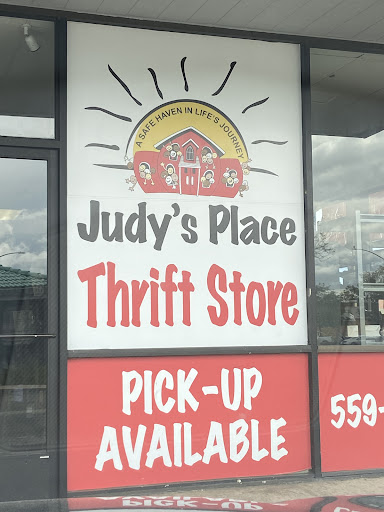 A SAFE HAVEN IN LIFE'S JOURNEY
Judy's Place
Thrift Store
PICK-UP
AVAILABLE
559-